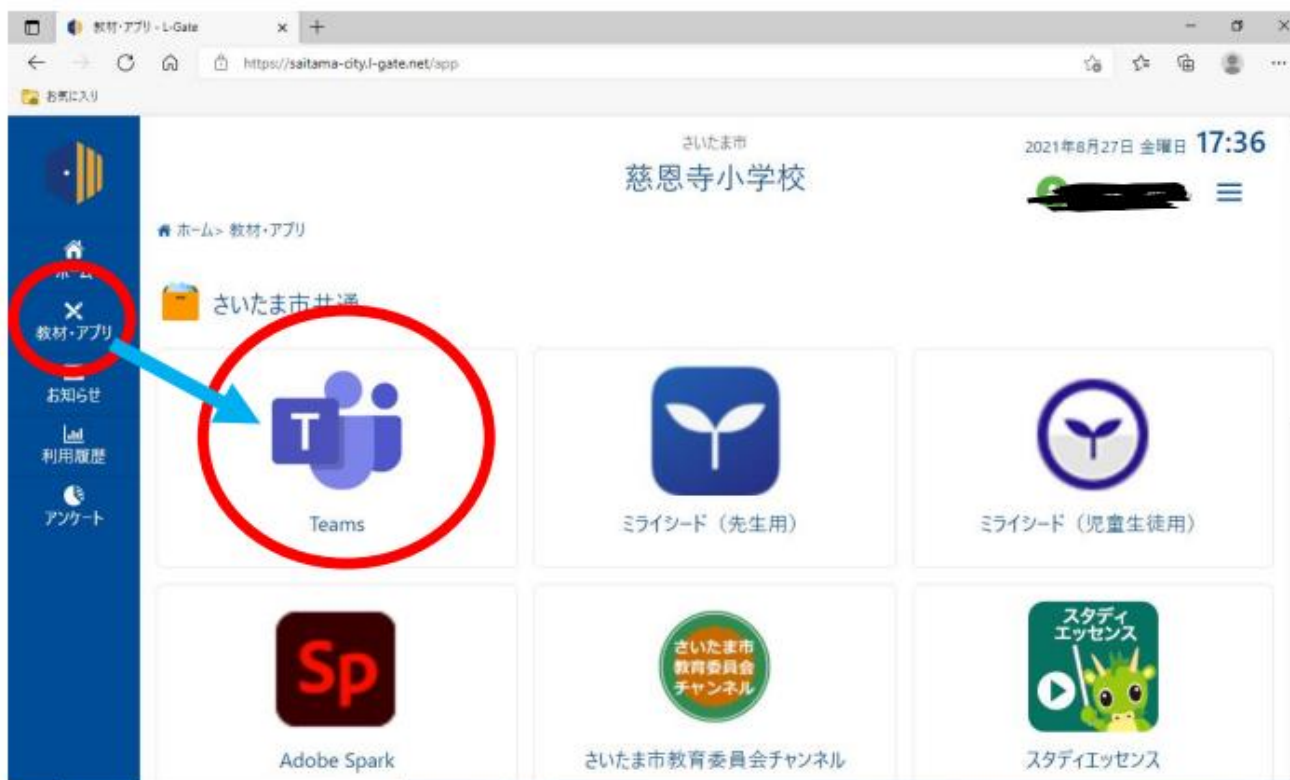 教材・アプリ - L-Gate
https://saitama-city.l-gate.net/app
お気に入り
さいたま市
慈恩寺小学校
2021年8月27日 金曜日 17:36
ホーム
教材・アプリ
お知らせ
利用履歴
アンケート
ホーム> 教材・アプリ
さいたま市共通
T
Teams
ミライシード（先生用）
ミライシード（児童生徒用）
Sp
Adobe Spark
さいたま市
教育委員会
チャンネル
さいたま市教育委員会チャンネル
スタディ
エッセンス
スタディエッセンス